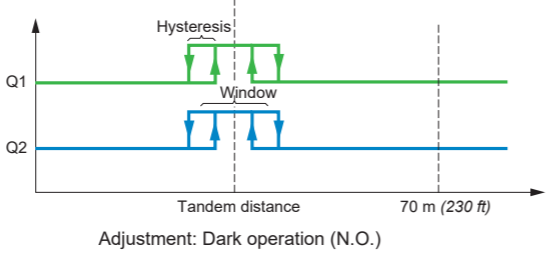 Hysteresis
Q1
Window
Q2
Tandem distance
70 m (230 ft)
Adjustment: Dark operation (N.O.)